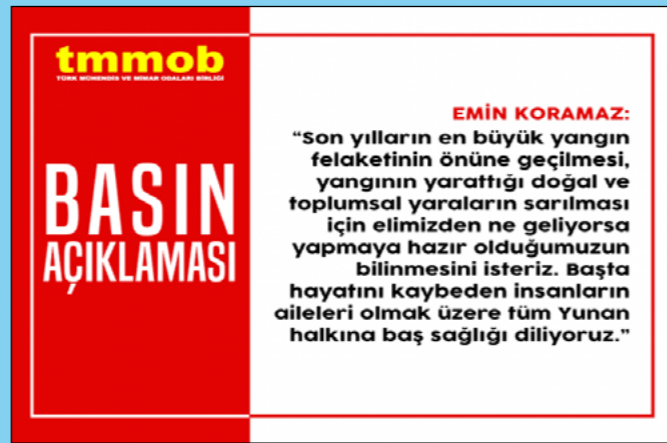 tmmob
TÜRK MÜHENDİS VE MİMAR ODALARI BİRLİĞİ
BASIN
AÇIKLAMASI
EMİN KORAMAZ:
“Son yılların en büyük yangın
felaketinin önüne geçilmesi,
yangının yarattığı doğal ve
toplumsal yaraların sarılması
için elimizden ne geliyorsa
yapmaya hazır olduğumuzun
bilinmesini isteriz. Başta
hayatını kaybeden insanların
aileleri olmak üzere tüm Yunan
halkına baş sağlığı diliyoruz.”